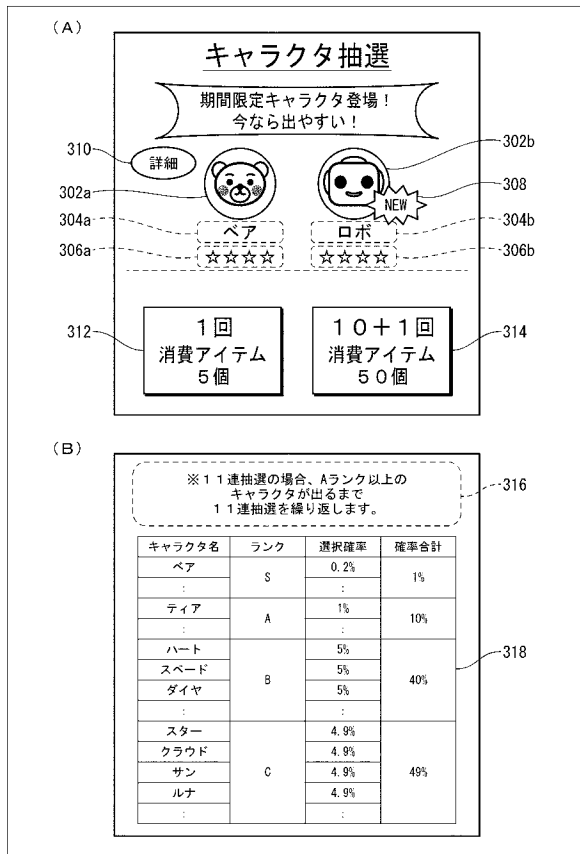 (A)
キャラクタ抽選
期間限定キャラクタ登場！
今なら出やすい！
310
詳細
302a
302b
NEW
308
304a
ベア
ロボ
304b
306a
☆☆☆☆
☆☆☆☆
306b
312
1回
消費アイテム
5個
10+1回
消費アイテム
50個
314
(B)
※11連抽選の場合、Aランク以上の
キャラクタが出るまで
11連抽選を繰り返します。
316
キャラクタ名 ランク 選択確率 確率合計
ベア S 0.2% 1%
: :
ティア A 1% 10%
: :
ハート 5%
スペード B 5% 40%
ダイヤ 5%
: :
318
スター 4.9%
クラウド 4.9%
サン C 4.9% 49%
ルナ 4.9%
: :